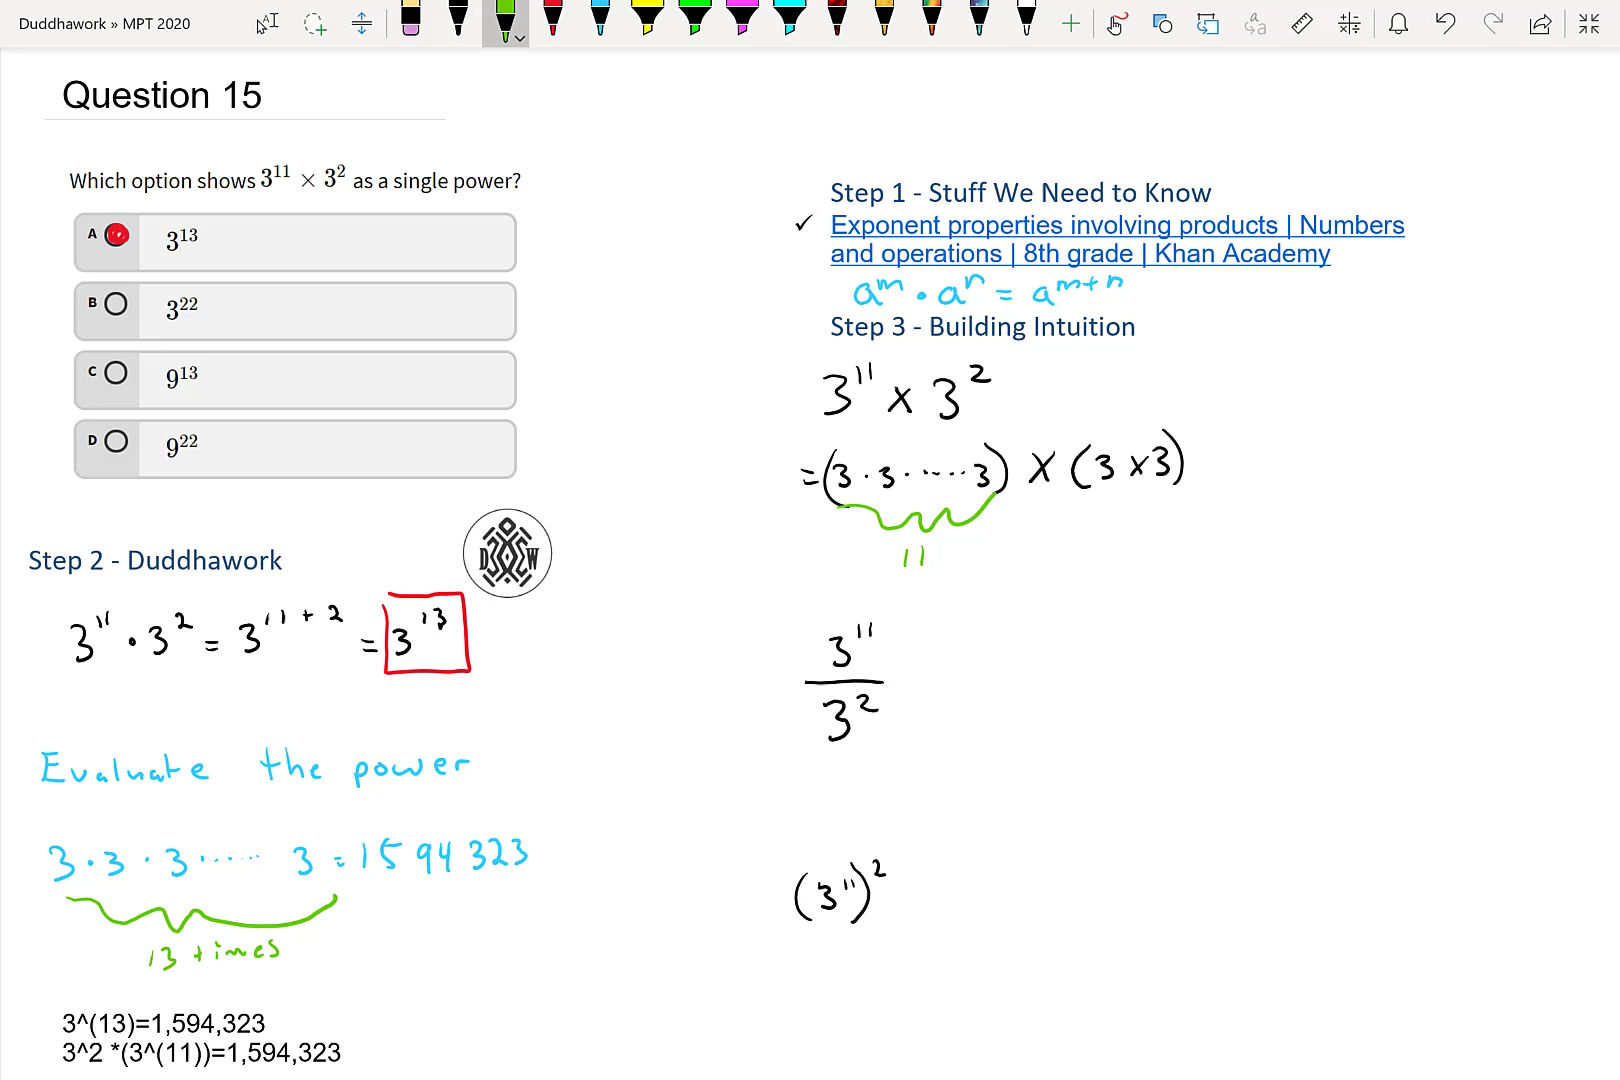 Duddhawork » MPT 2020
Question 15
Which option shows 3^11 × 3^2 as a single power?
A 3^13
B 3^22
C 9^13
D 9^22
Step 2 - Duddhawork
D W
3^11 · 3^2 = 3^11+2 = 3^13
Evaluate the power
3 · 3 · 3 · ..... 3 = 1594323
13 times
3^(13)=1,594,323
3^2 *(3^(11))=1,594,323
Step 1 - Stuff We Need to Know
✓ Exponent properties involving products | Numbers
and operations | 8th grade | Khan Academy
a^m · a^n = a^m+n
Step 3 - Building Intuition
3^11 x 3^2
= (3 · 3 · ..... 3) X (3 x 3)
11
3^11
3^2
(3^11)^2